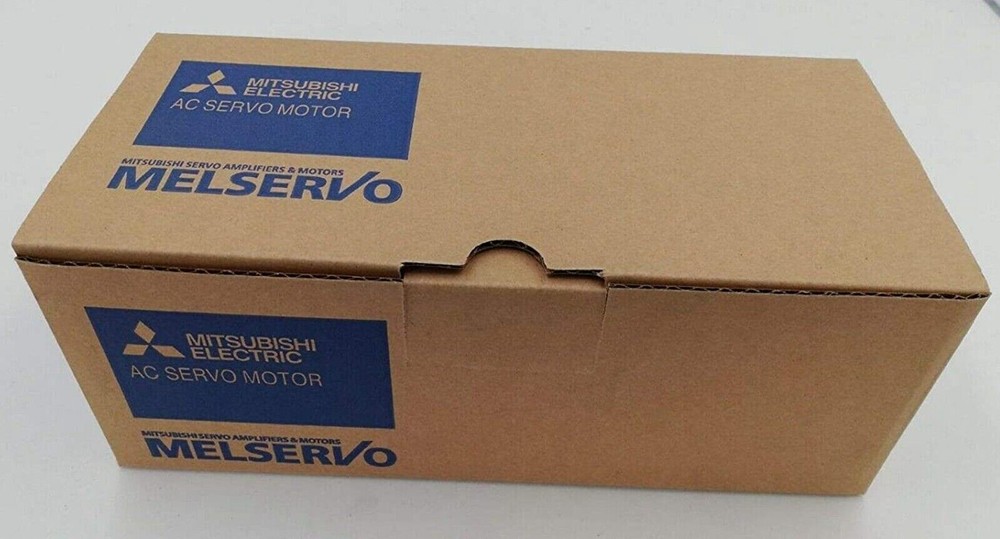 MITSUBISHI
ELECTRIC
AC SERVO MOTOR
MITSUBISHI SERVO AMPLIFIERS & MOTORS
MELSERVO
MITSUBISHI
ELECTRIC
AC SERVO MOTOR
MITSUBISHI SERVO AMPLIFIERS & MOTORS
MELSERVO